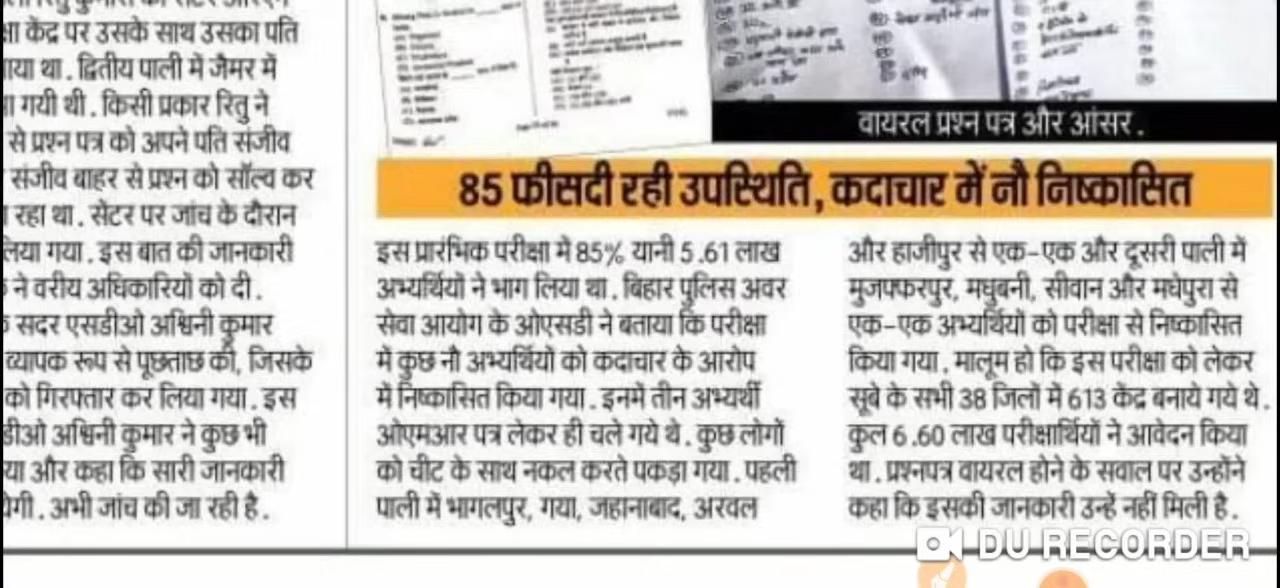 क्षा केंद्र पर उसके साथ उसका पति
आया था. द्वितीय पाली में जैमर में
गयी थी. किसी प्रकार रितु ने
से प्रश्न पत्र को अपने पति संजीव
संजीव बाहर से प्रश्न को सॉल्व कर
रहा था. सेंटर पर जांच के दौरान
लिया गया. इस बात की जानकारी
ने वरीय अधिकारियों को दी.
सदर एसडीओ अश्विनी कुमार
व्यापक रूप से पूछताछ की, जिसके
को गिरफ्तार कर लिया गया. इस
डीओ अश्विनी कुमार ने कुछ भी
या और कहा कि सारी जानकारी
अभी जांच की जा रही है.
वायरल प्रश्न पत्र और आंसर.
85 फीसदी रही उपस्थिति, कदाचार में नौ निष्कासित
इस प्रारंभिक परीक्षा में 85% यानी 5.61 लाख
अभ्यर्थियों ने भाग लिया था. बिहार पुलिस अवर
सेवा आयोग के ओएसडी ने बताया कि परीक्षा
में कुछ नौ अभ्यर्थियों को कदाचार के आरोप
में निष्कासित किया गया. इनमें तीन अभ्यर्थी
ओएमआर पत्र लेकर ही चले गये थे. कुछ लोगों
को चीट के साथ नकल करते पकड़ा गया. पहली
पाली में भागलपुर, गया, जहानाबाद, अरवल
और हाजीपुर से एक-एक और दूसरी पाली में
मुजफ्फरपुर, मधुबनी, सीवान और मधेपुरा से
एक-एक अभ्यर्थियों को परीक्षा से निष्कासित
किया गया. मालूम हो कि इस परीक्षा को लेकर
सूबे के सभी 38 जिलों में 613 केंद्र बनाये गये थे.
कुल 6.60 लाख परीक्षार्थियों ने आवेदन किया
था. प्रश्नपत्र वायरल होने के सवाल पर उन्होंने
कहा कि इसकी जानकारी उन्हें नहीं मिली है.
DU RECORDER